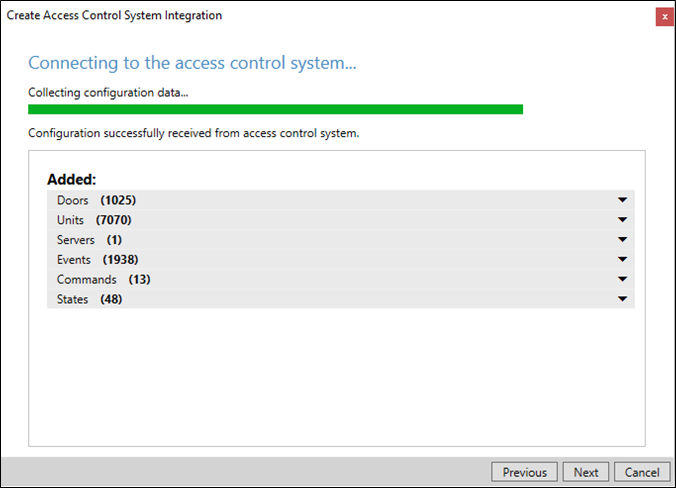 Create Access Control System Integration
x
Connecting to the access control system...
Collecting configuration data...
Configuration successfully received from access control system.
Added:
Doors (1025)
Units (7070)
Servers (1)
Events (1938)
Commands (13)
States (48)
Previous Next Cancel